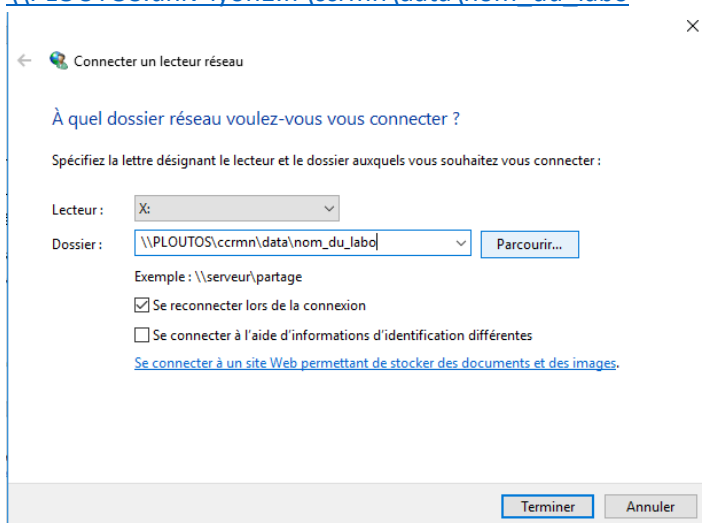 Connecter un lecteur réseau
À quel dossier réseau voulez-vous vous connecter ?
Spécifiez la lettre désignant le lecteur et le dossier auxquels vous souhaitez vous connecter :
Lecteur : X:
Dossier : \\PLOUTOS\ccrmn\data\nom_du_labo Parcourir...
Exemple : \\serveur\partage
Se reconnecter lors de la connexion
Se connecter à l'aide d'informations d'identification différentes
Se connecter à un site Web permettant de stocker des documents et des images.
Terminer Annuler